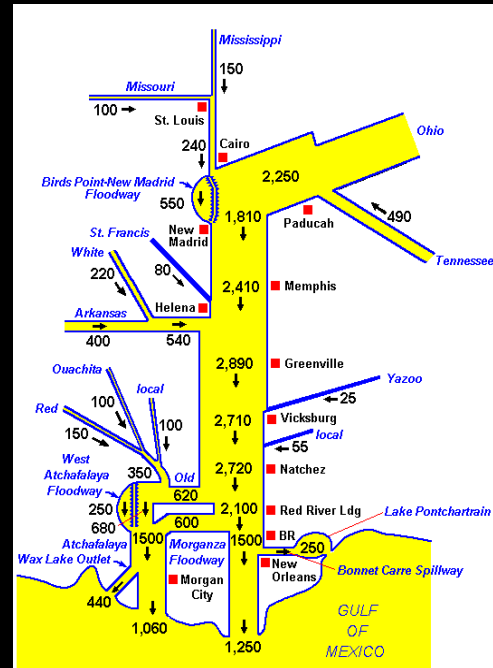 Mississippi
150
Missouri
100
St. Louis
240
Cairo
Ohio
2,250
Birds Point-New Madrid
Floodway
550
1,810
Paducah
490
Tennessee
New
Madrid
St. Francis
White
220
80
2,410
Memphis
Helena
Arkansas
400
540
2,890
Greenville
Ouachita
local
Yazoo
25
100
Red
150
100
2,710
Vicksburg
local
55
West
Atchafalaya
Floodway
350
Old
2,720
Natchez
250
680
620
600
2,100
Red River Ldg
Lake Pontchartrain
1500
1500
BR
250
Atchafalaya
Wax Lake Outlet
Morganza
Floodway
New
Orleans
Bonnet Carre Spillway
440
Morgan
City
1,060
1,250
GULF
OF
MEXICO